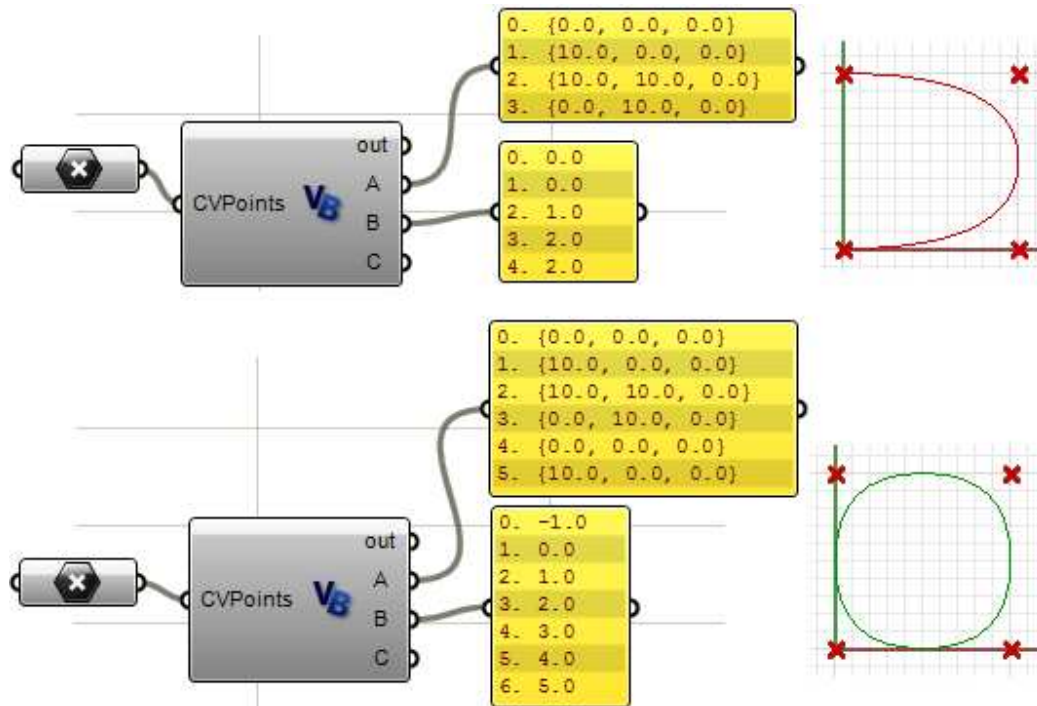 0. {0.0, 0.0, 0.0}
1. {10.0, 0.0, 0.0}
2. {10.0, 10.0, 0.0}
3. {0.0, 10.0, 0.0}
CVPoints
VB
out
A
B
C
0. 0.0
1. 0.0
2. 1.0
3. 2.0
4. 2.0
0. {0.0, 0.0, 0.0}
1. {10.0, 0.0, 0.0}
2. {10.0, 10.0, 0.0}
3. {0.0, 10.0, 0.0}
4. {0.0, 0.0, 0.0}
5. {10.0, 0.0, 0.0}
CVPoints
VB
out
A
B
C
0. -1.0
1. 0.0
2. 1.0
3. 2.0
4. 3.0
5. 4.0
6. 5.0